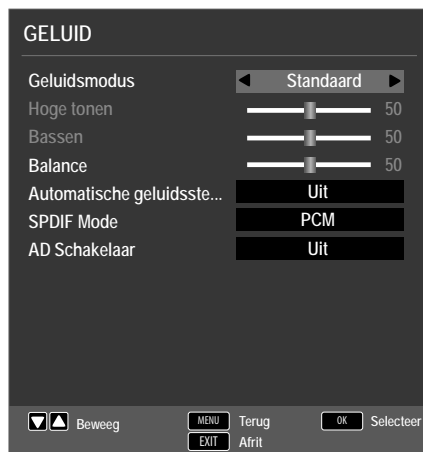 GELUID
Geluidsmodus Standaard
Hoge tonen 50
Bassen 50
Balance 50
Automatische geluidsste... Uit
SPDIF Mode PCM
AD Schakelaar Uit
Beweeg MENU Terug OK Selecteer
EXIT Afrit